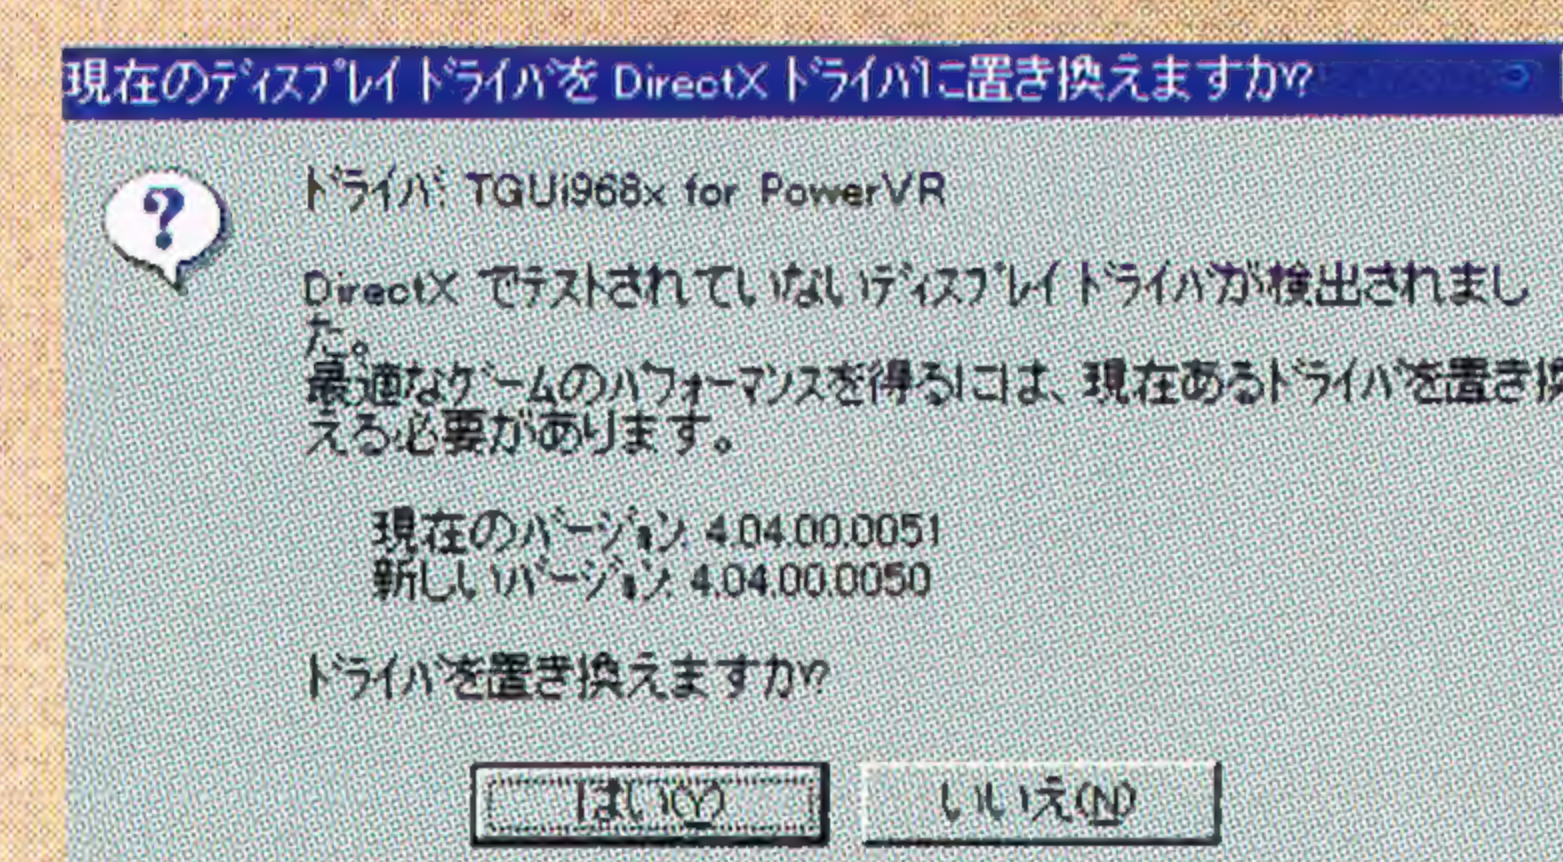 現在のディスプレイ ドライバを DirectX ドライバに置き換えますか?
ドライバ: TGUi968x for PowerVR
DirectX でテストされていないディスプレイ ドライバが検出されまし
た。
最適なゲームのパフォーマンスを得るには、現在あるドライバを置き換
える必要があります。
現在のバージョン: 4.04.00.0051
新しいバージョン: 4.04.00.0050
ドライバを置き換えますか?
はい(Y)
いいえ(N)